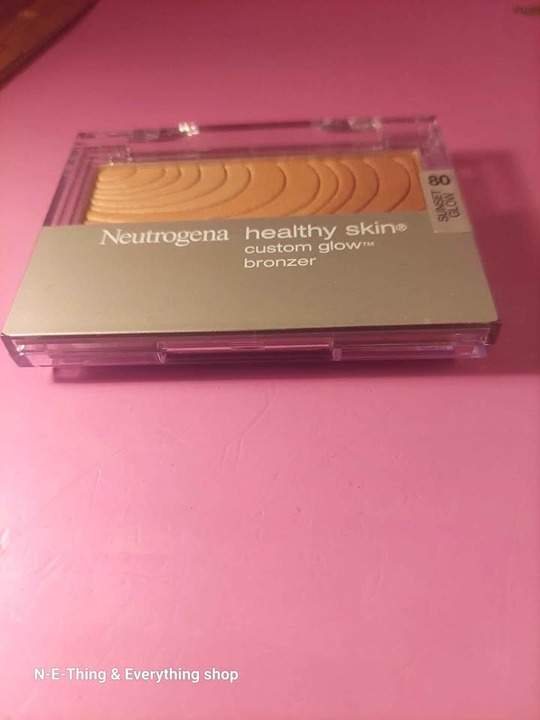 80
SUNSET
GLOW
Neutrogena healthy skin®
custom glow™
bronzer
N-E-Thing & Everything shop